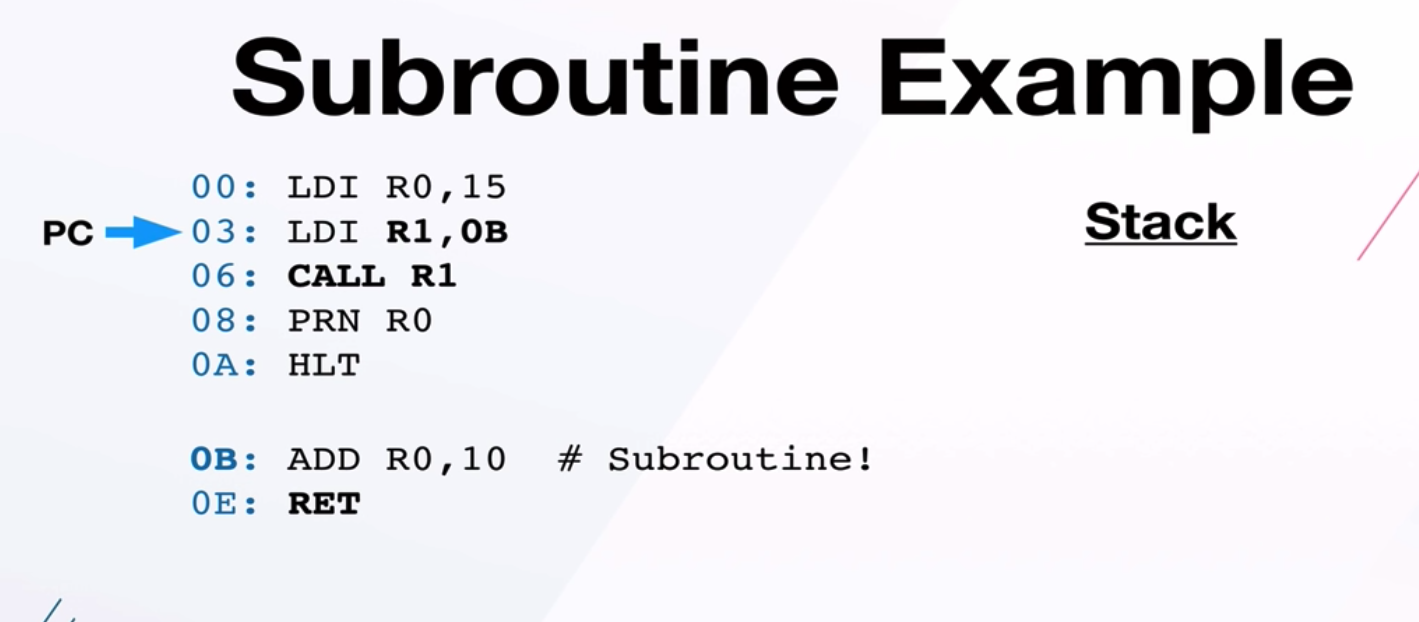 Subroutine Example
00: LDI R0,15
PC 03: LDI R1,0B
06: CALL R1
08: PRN R0
0A: HLT
0B: ADD R0,10 # Subroutine!
0E: RET
Stack